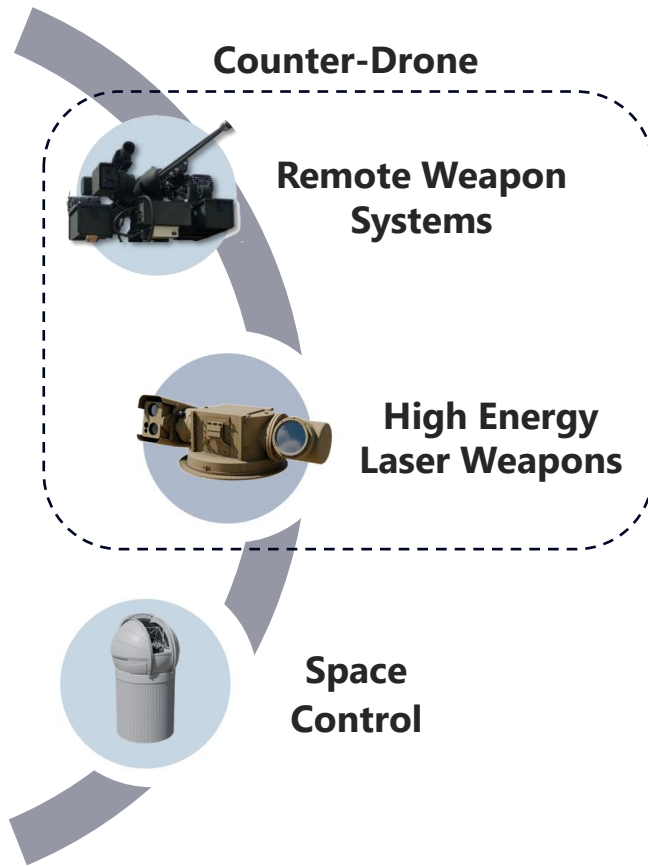 Counter-Drone
Remote Weapon
Systems
High Energy
Laser Weapons
Space
Control